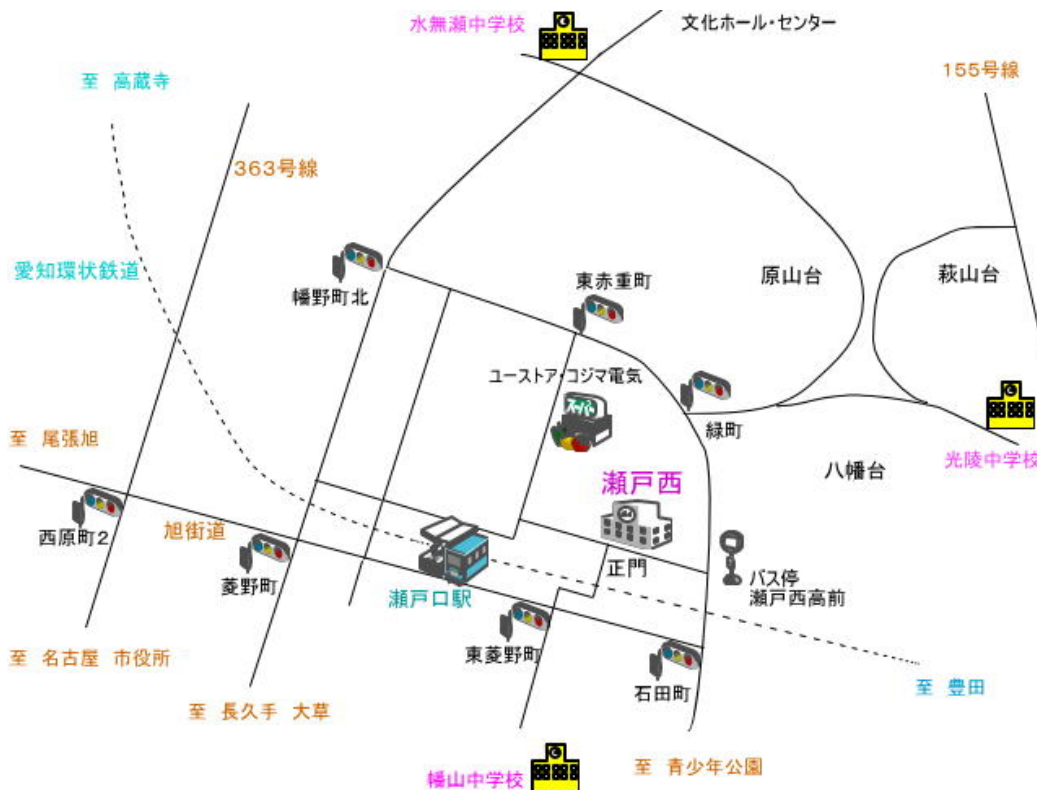 水無瀬中学校
文化ホール・センター
155号線
至 高蔵寺
363号線
愛知環状鉄道
幡野町北
東赤重町
原山台
萩山台
ユーストア・コジマ電気
スーパー
緑町
至 尾張旭
八幡台
光陵中学校
瀬戸西
西原町2
旭街道
菱野町
瀬戸口駅
正門
バス停
瀬戸西高前
東菱野町
石田町
至 名古屋 市役所
至 長久手 大草
至 豊田
至 青少年公園
幡山中学校